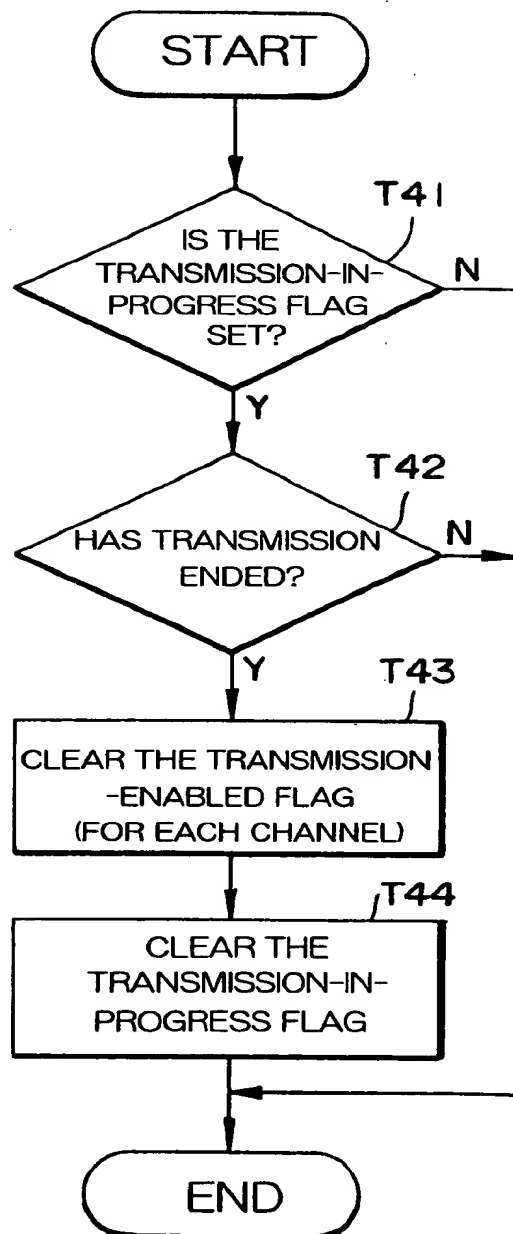 START
T41
IS THE
TRANSMISSION-IN-
PROGRESS FLAG
SET?
N
Y
T42
HAS TRANSMISSION
ENDED?
N
Y
T43
CLEAR THE TRANSMISSION
-ENABLED FLAG
(FOR EACH CHANNEL)
T44
CLEAR THE
TRANSMISSION-IN-
PROGRESS FLAG
END